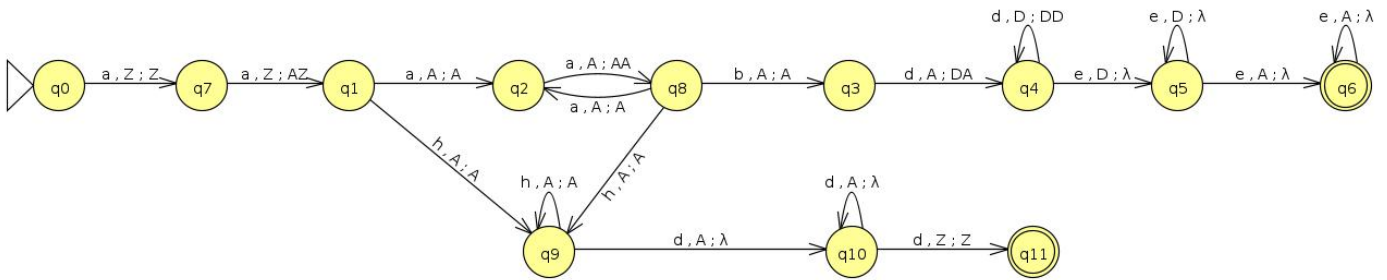 d , D ; DD
e , D ; λ
e , A ; λ
a , A ; AA
q0
a , Z ; Z
q7
a , Z ; AZ
q1
a , A ; A
q2
a , A ; A
q8
b , A ; A
q3
d , A ; DA
q4
e , D ; λ
q5
e , A ; λ
q6
h , A ; A
h , A ; A
h , A ; A
d , A ; λ
q9
d , A ; λ
q10
d , Z ; Z
q11